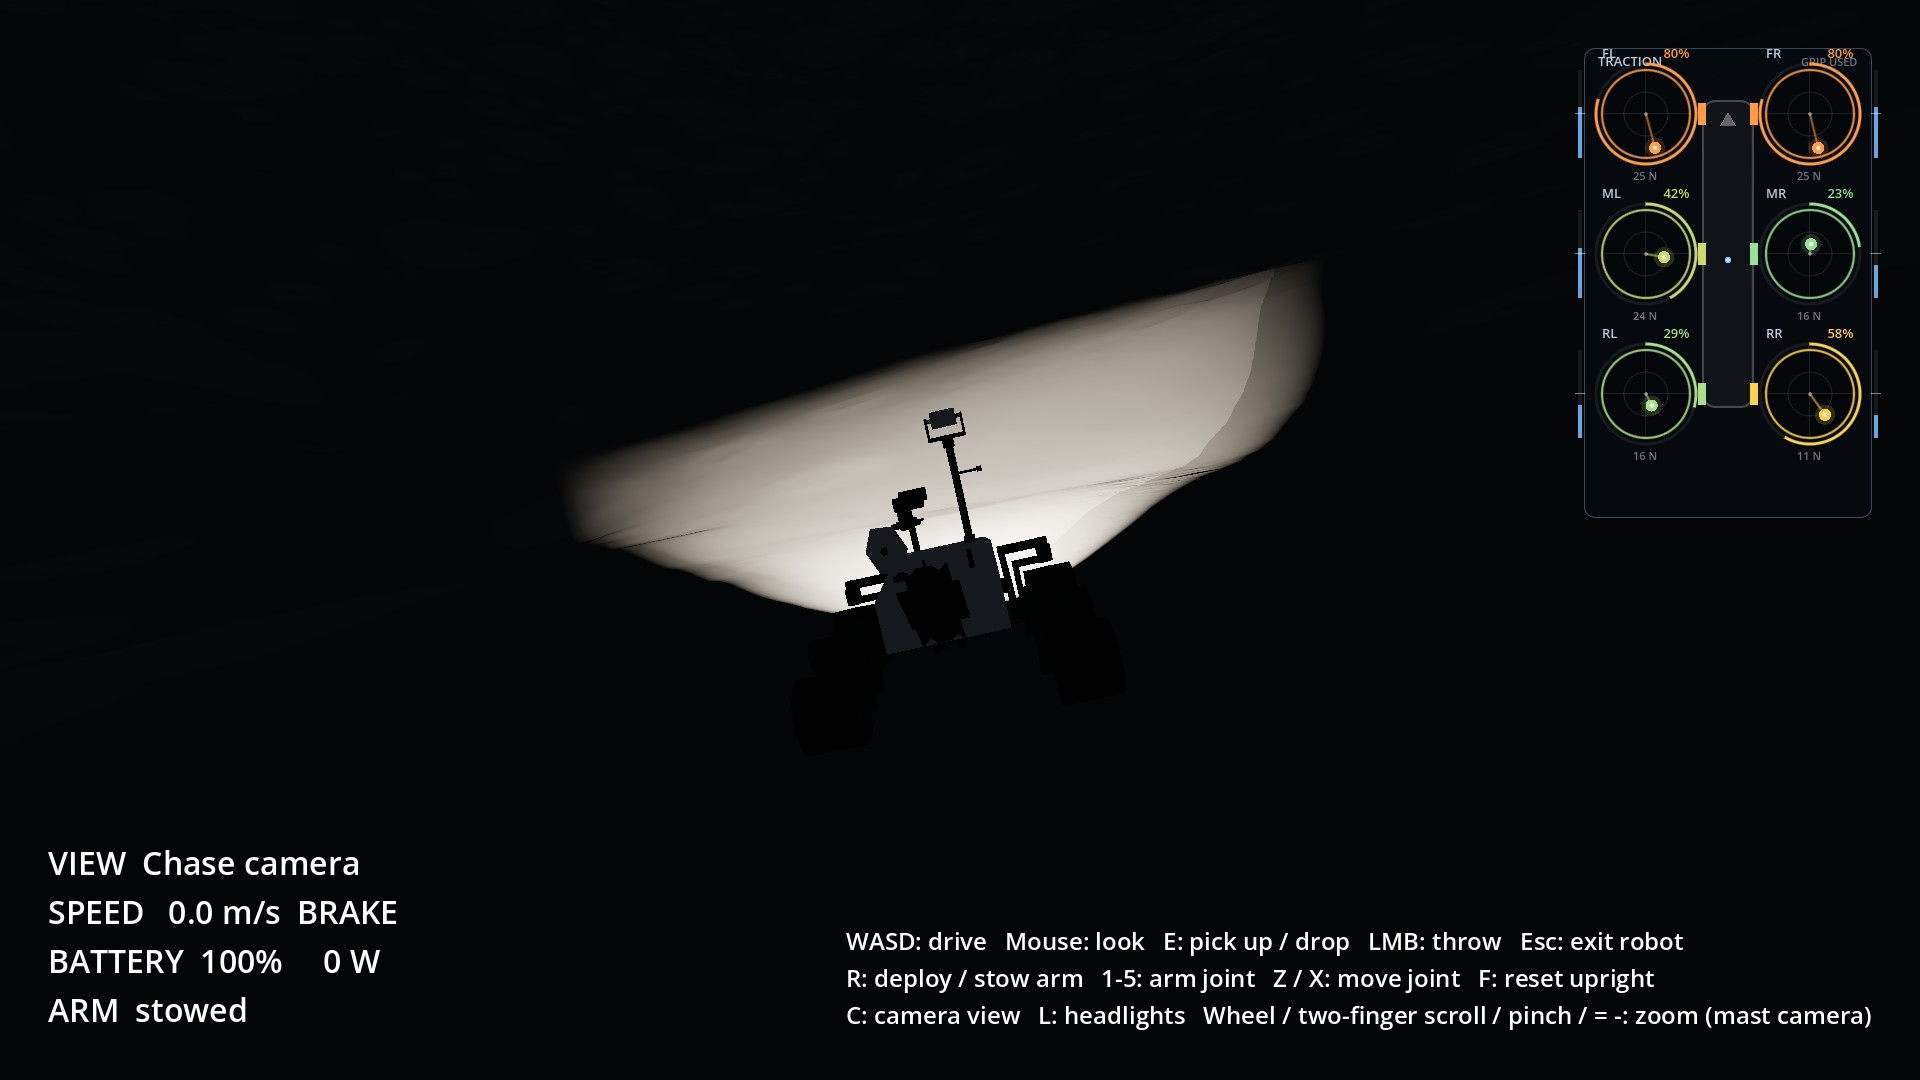 FL 80% FR 80%
TRACTION GRIP USED
25 N 25 N
ML 42% MR 23%
24 N 16 N
RL 29% RR 58%
16 N 11 N
VIEW Chase camera
SPEED 0.0 m/s BRAKE
BATTERY 100% 0 W
ARM stowed
WASD: drive Mouse: look E: pick up / drop LMB: throw Esc: exit robot
R: deploy / stow arm 1-5: arm joint Z / X: move joint F: reset upright
C: camera view L: headlights Wheel / two-finger scroll / pinch / = -: zoom (mast camera)